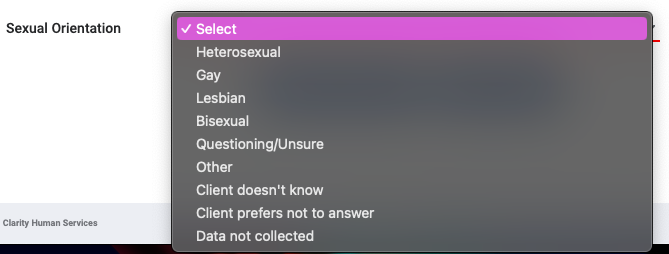 Sexual Orientation
✓ Select
Heterosexual
Gay
Lesbian
Bisexual
Questioning/Unsure
Other
Client doesn't know
Client prefers not to answer
Data not collected
Clarity Human Services